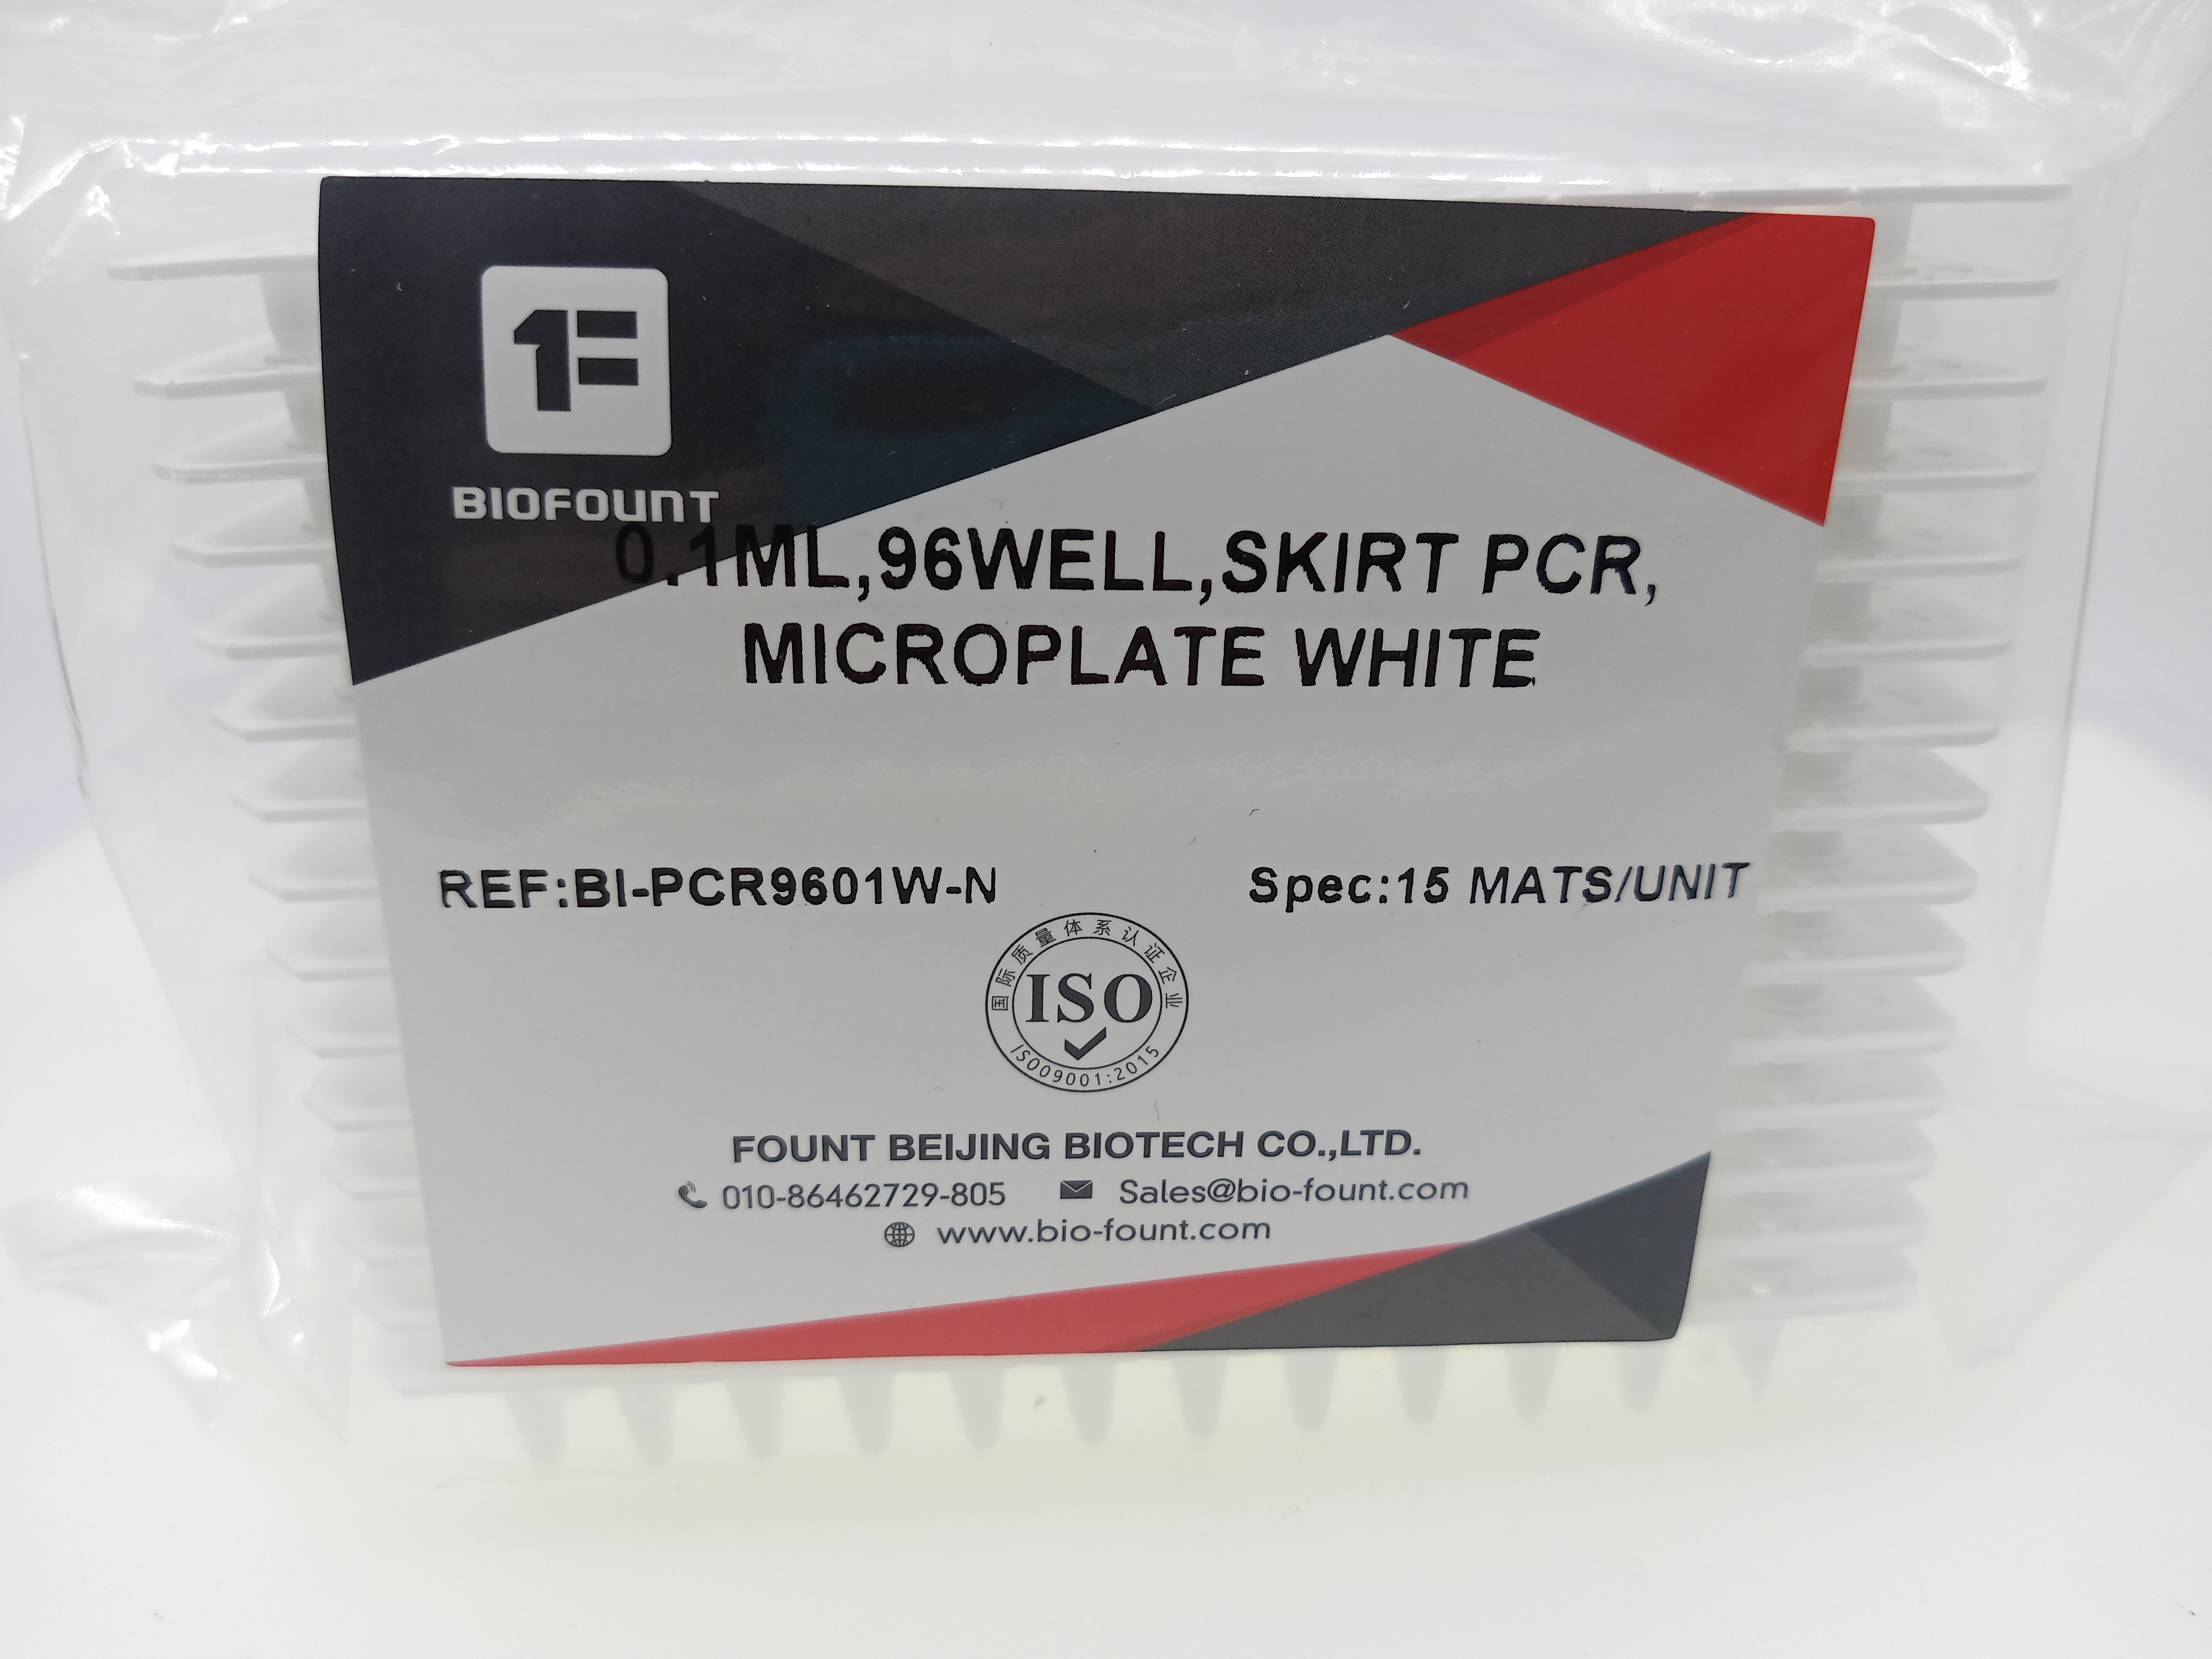 1F
BIOFOUNT
0.1ML,96WELL,SKIRT PCR,
MICROPLATE WHITE
REF:BI-PCR9601W-N
Spec:15 MATS/UNIT
国际质量体系认证企业
ISO
ISO09001:2015
FOUNT BEIJING BIOTECH CO.,LTD.
010-86462729-805
Sales@bio-fount.com
www.bio-fount.com